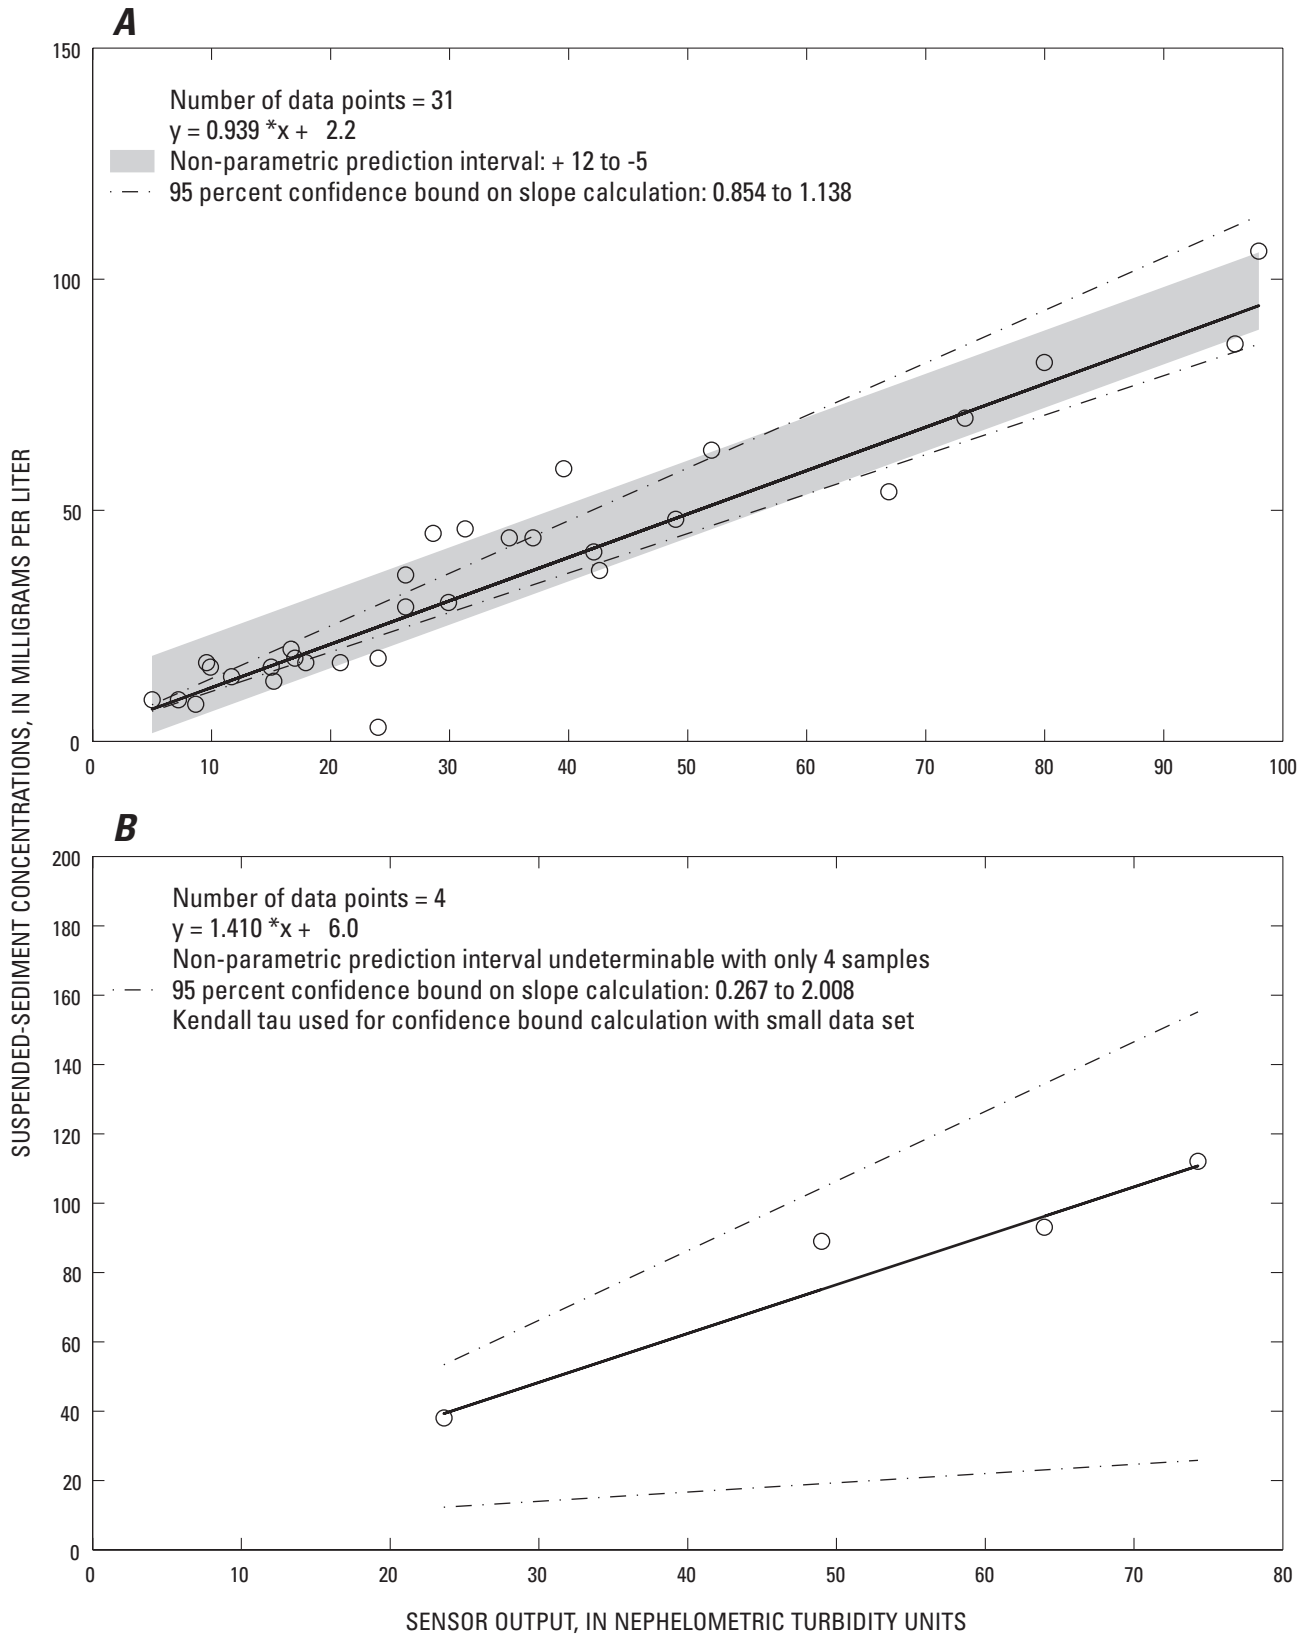 A
150
100
50
0
Number of data points = 31
y = 0.939 *x + 2.2
Non-parametric prediction interval: + 12 to -5
95 percent confidence bound on slope calculation: 0.854 to 1.138
0 10 20 30 40 50 60 70 80 90 100
SUSPENDED-SEDIMENT CONCENTRATIONS, IN MILLIGRAMS PER LITER
B
200
180
160
140
120
100
80
60
40
20
0
Number of data points = 4
y = 1.410 *x + 6.0
Non-parametric prediction interval undeterminable with only 4 samples
95 percent confidence bound on slope calculation: 0.267 to 2.008
Kendall tau used for confidence bound calculation with small data set
0 10 20 30 40 50 60 70 80
SENSOR OUTPUT, IN NEPHELOMETRIC TURBIDITY UNITS